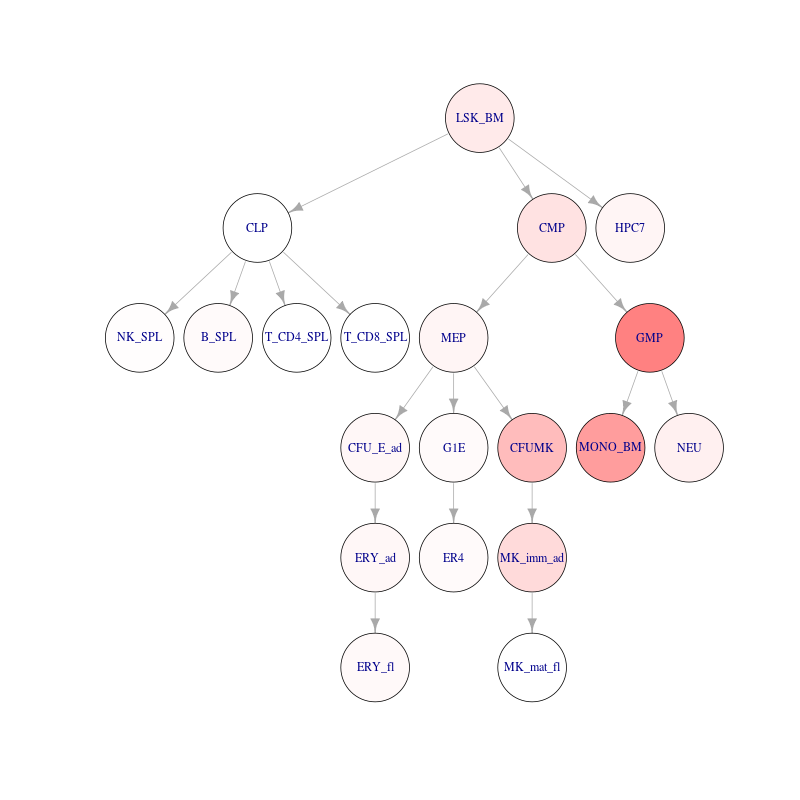 LSK_BM
CLP
CMP
HPC7
NK_SPL
B_SPL
T_CD4_SPL
T_CD8_SPL
MEP
GMP
CFU_E_ad
G1E
CFUMK
MONO_BM
NEU
ERY_ad
ER4
MK_imm_ad
ERY_fl
MK_mat_fl